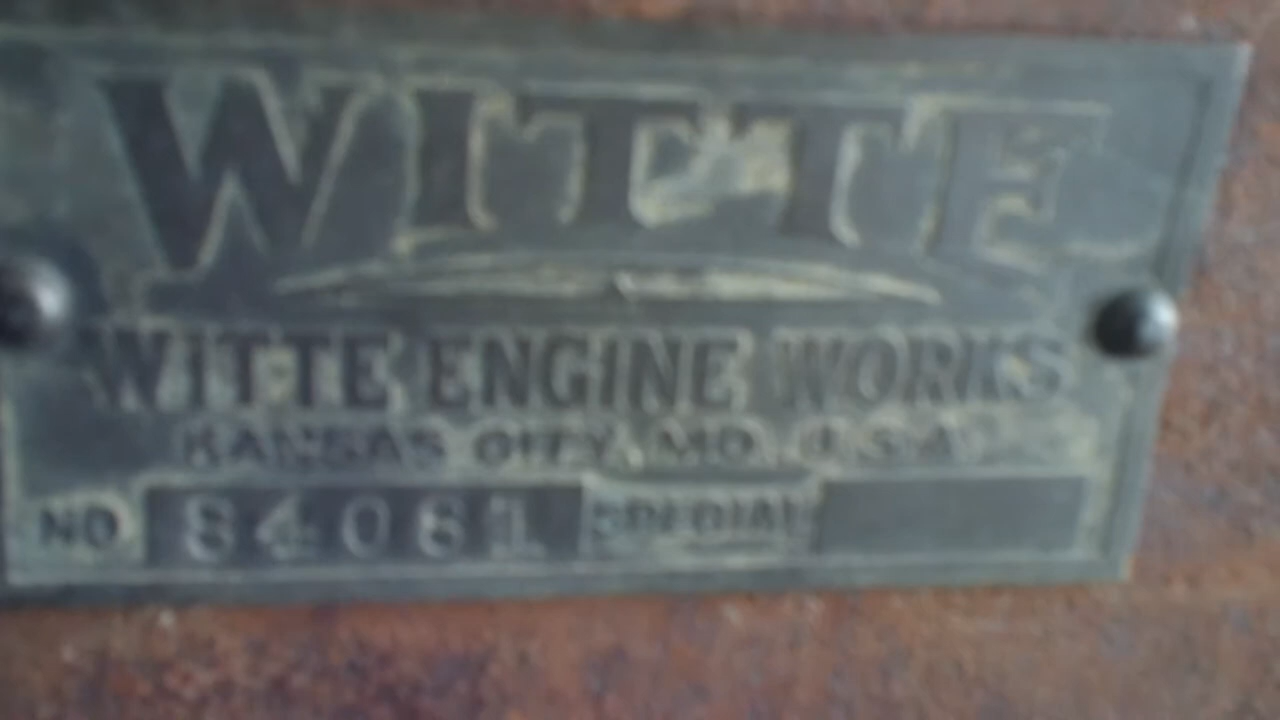 WITTE
WITTE ENGINE WORKS
KANSAS CITY, MO. U.S.A.
NO 84081 SPECIAL